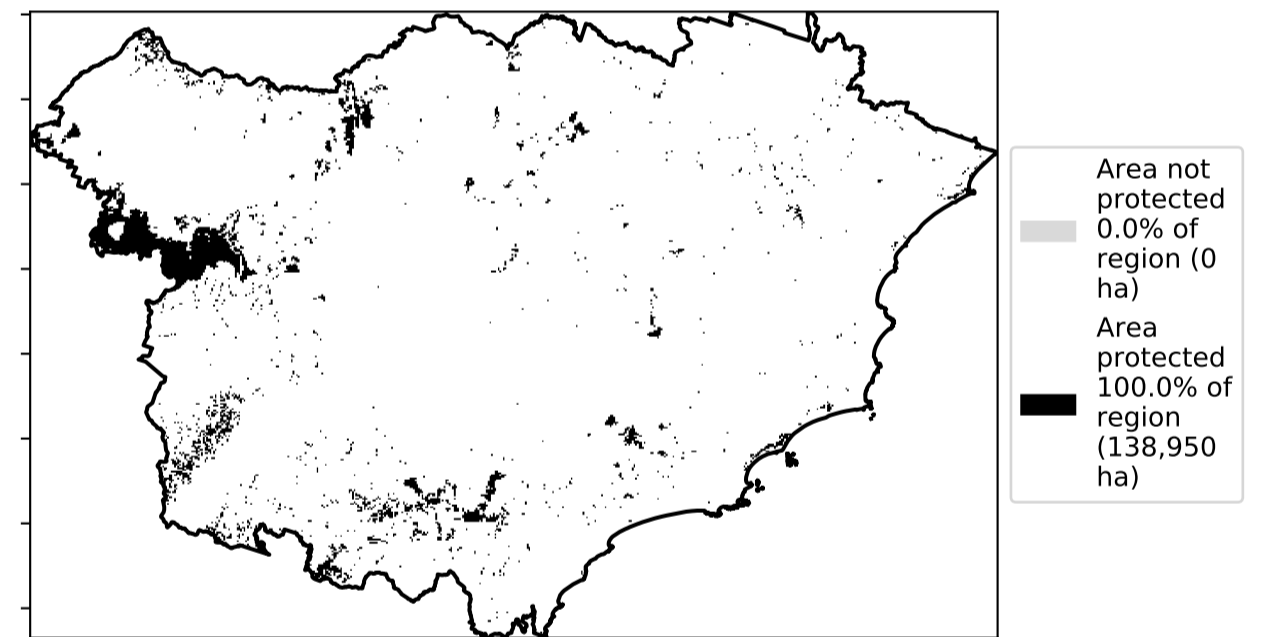 Area not
protected
0.0% of
region (0
ha)
Area
protected
100.0% of
region
(138,950
ha)